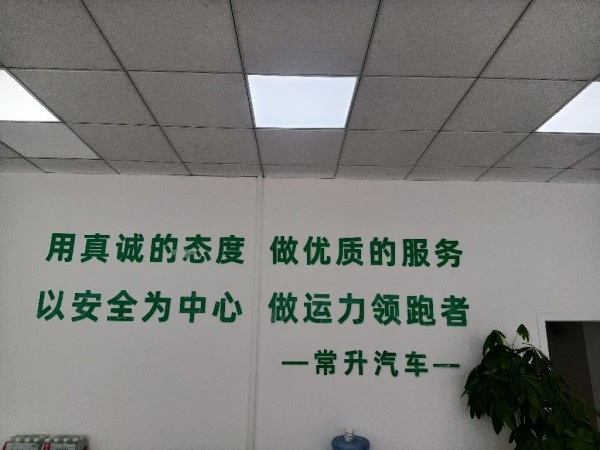 用真诚的态度 做优质的服务
以安全为中心 做运力领跑者
—常升汽车—